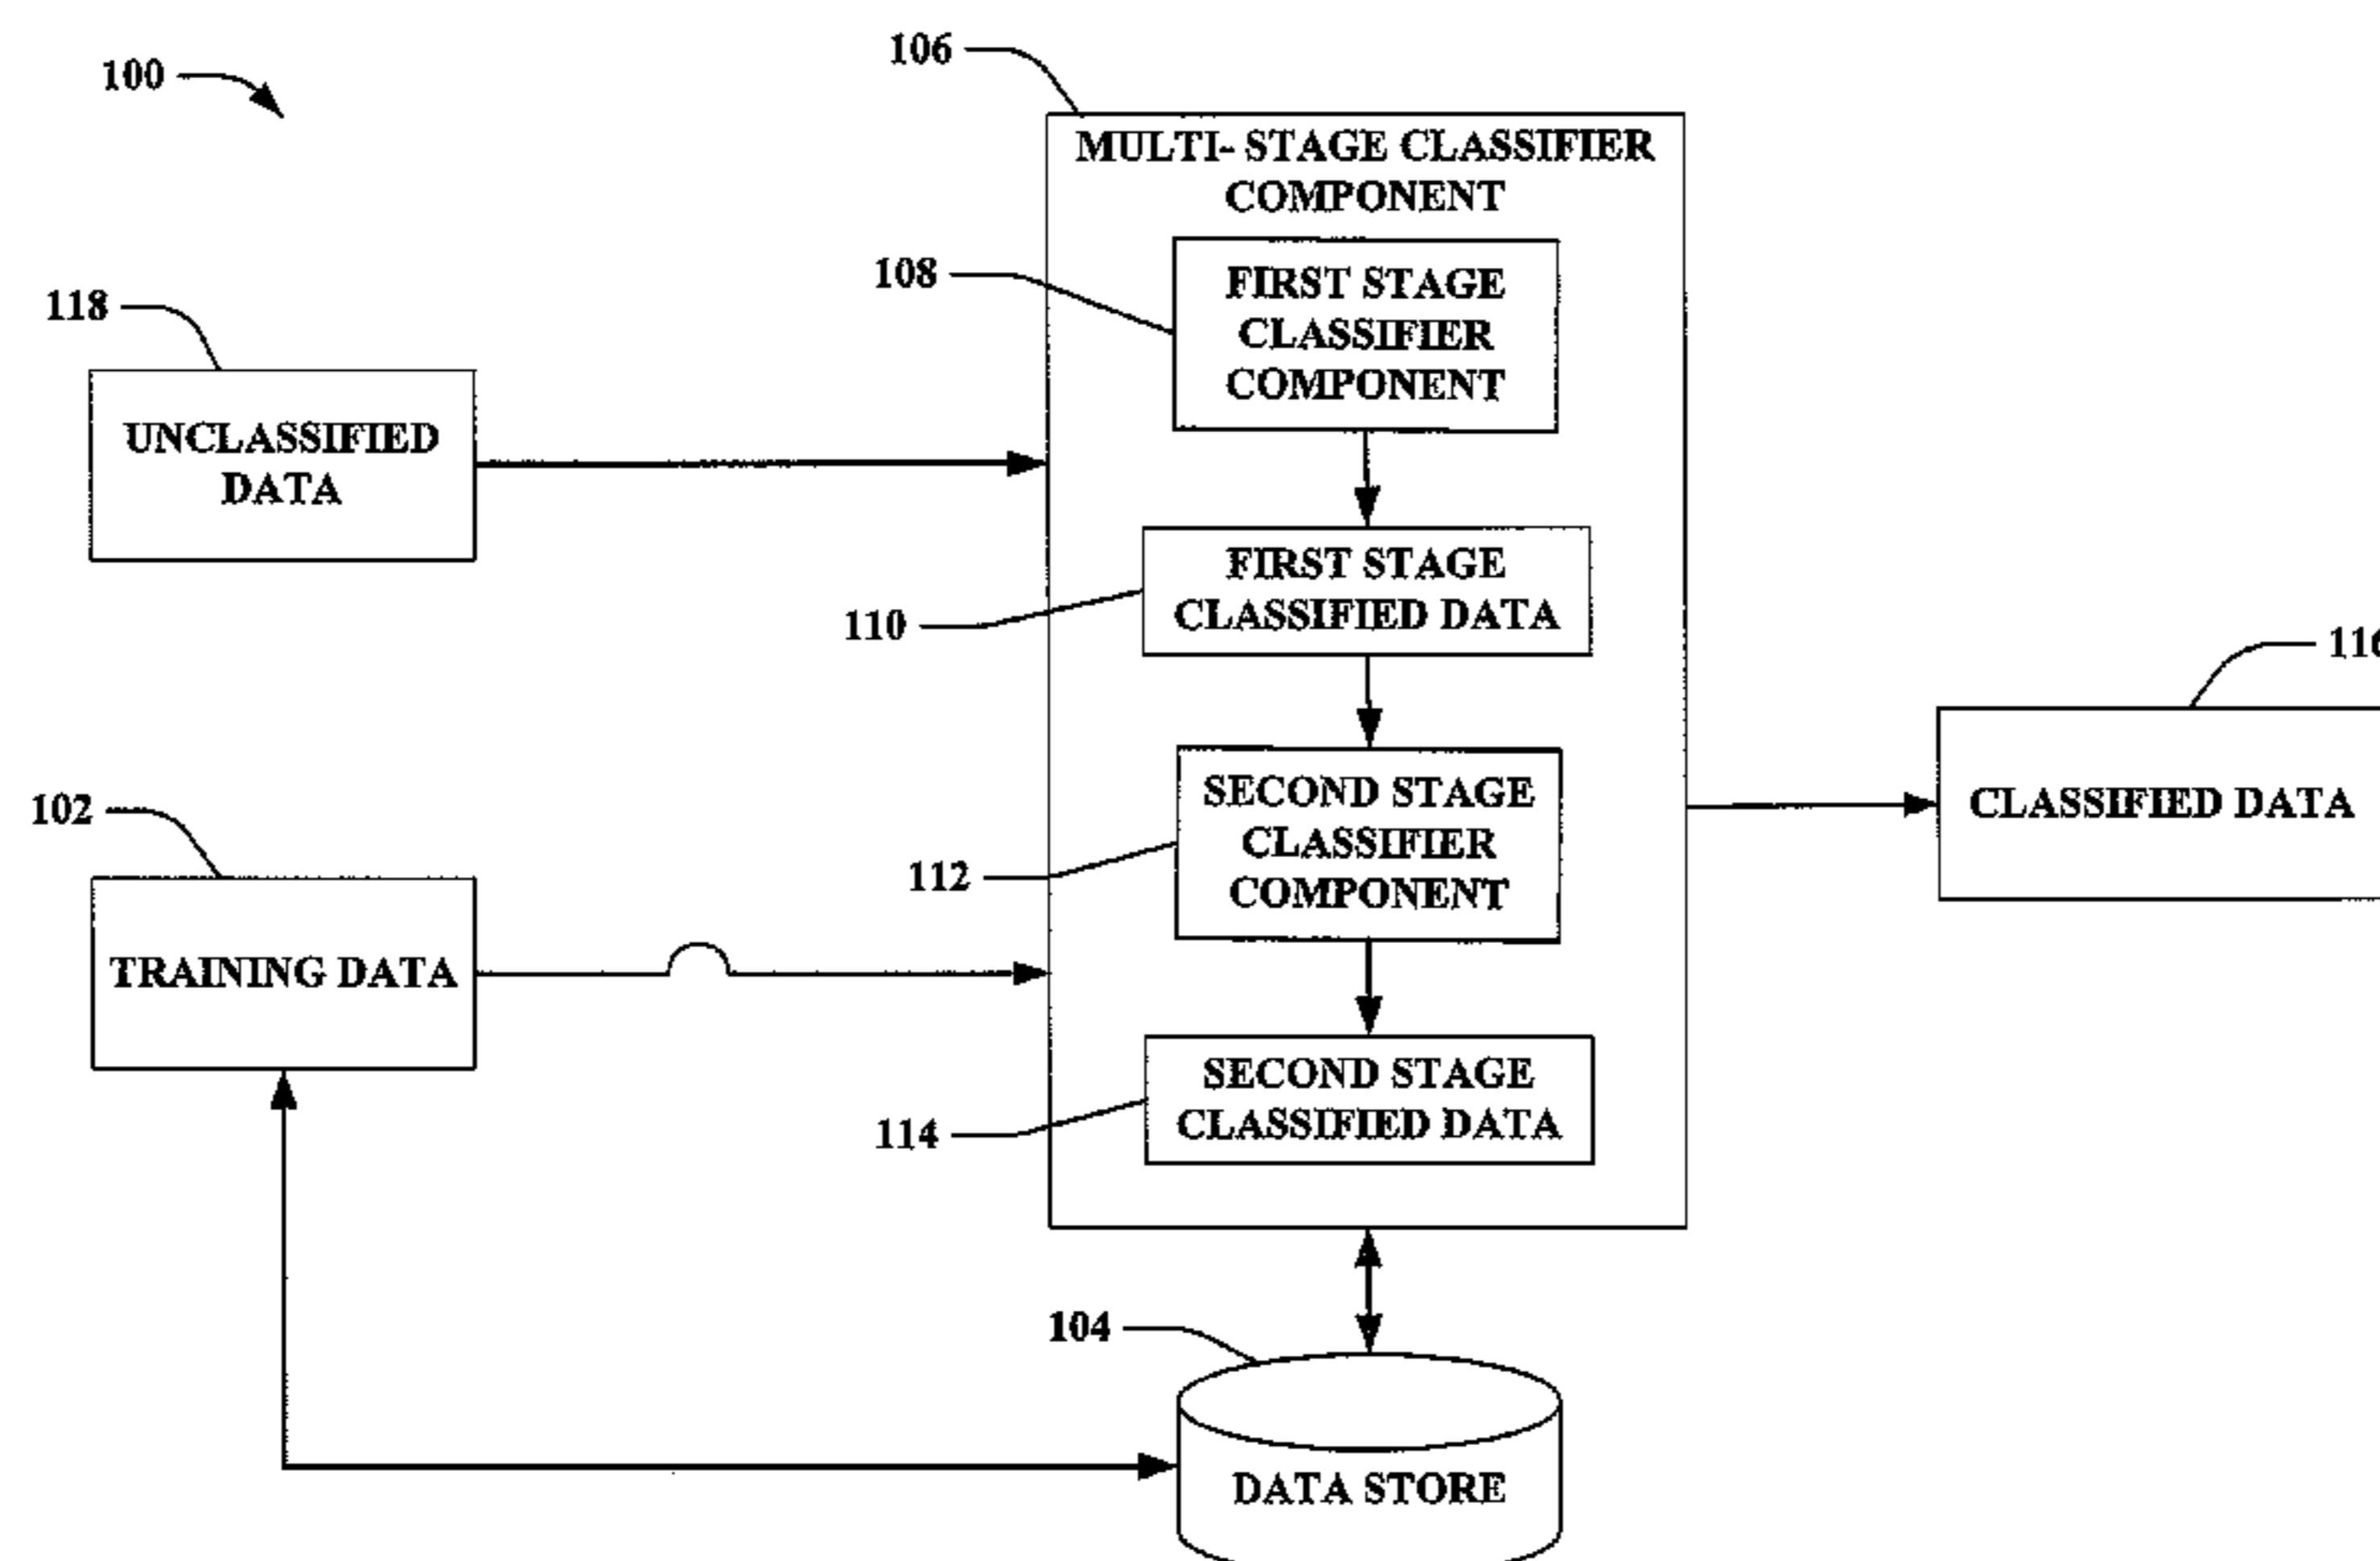 100
106
MULTI- STAGE CLASSIFIER
COMPONENT
108
FIRST STAGE
CLASSIFIER
COMPONENT
118
UNCLASSIFIED
DATA
110
FIRST STAGE
CLASSIFIED DATA
116
102
TRAINING DATA
112
SECOND STAGE
CLASSIFIER
COMPONENT
CLASSIFIED DATA
114
SECOND STAGE
CLASSIFIED DATA
104
DATA STORE